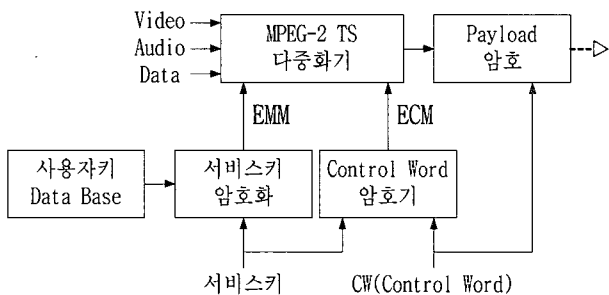 Video
Audio
Data
MPEG-2 TS
다중화기
Payload
암호
EMM
ECM
사용자키
Data Base
서비스키
암호화
Control Word
암호기
서비스키
CW(Control Word)